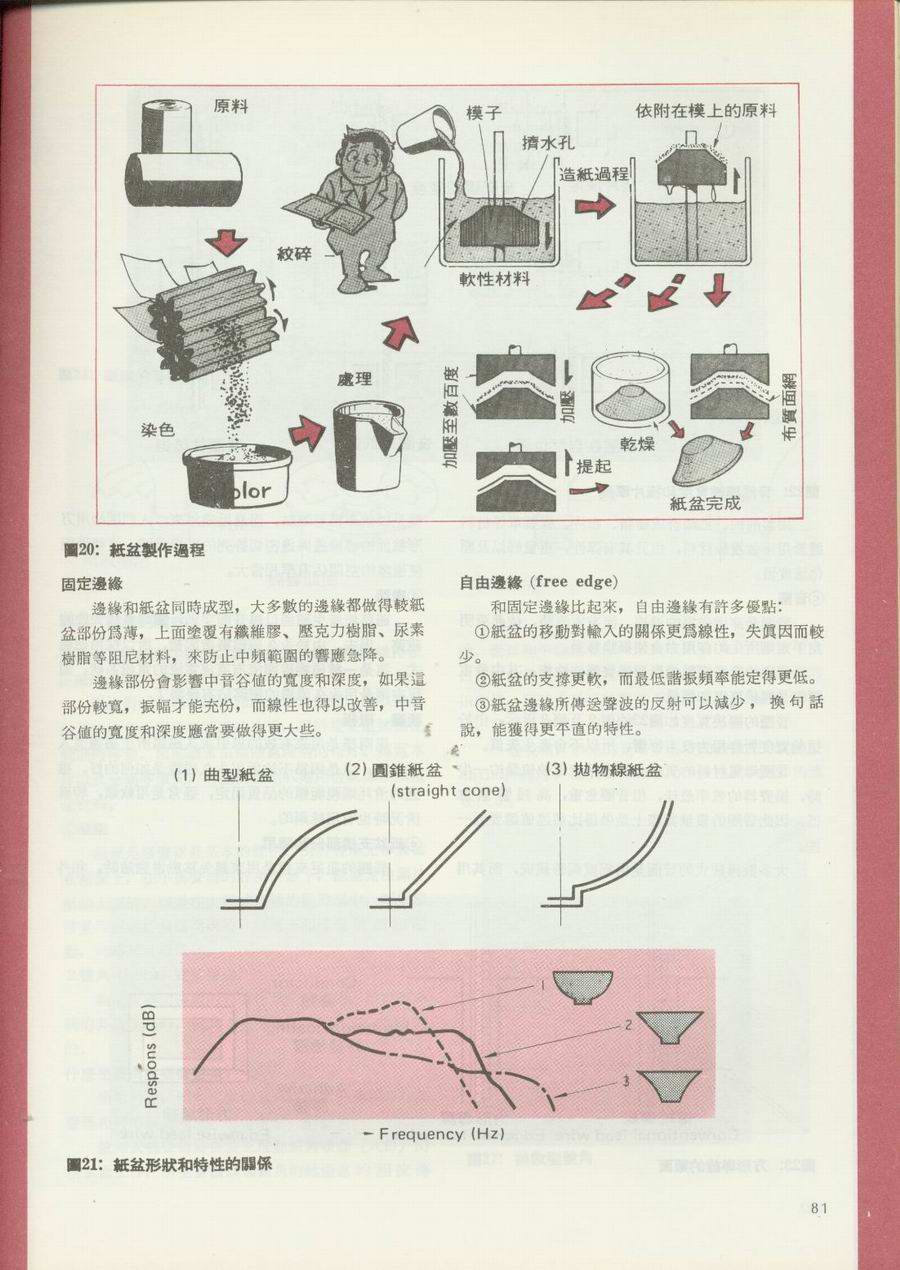 原料
模子
擠水孔
依附在模上的原料
造紙過程
絞碎
軟性材料
處理
染色
olor
加壓至數百度
加壓
提起
乾燥
布質面網
紙盆完成
圖20：紙盆製作過程
固定邊緣
邊緣和紙盆同時成型，大多數的邊緣都做得較紙
盆部份爲薄，上面塗覆有纖維膠、壓克力樹脂、尿素
樹脂等阻尼材料，來防止中頻範圍的響應急降。
邊緣部份會影響中音谷值的寬度和深度，如果這
部份較寬，振幅才能充份，而線性也得以改善，中音
谷值的寬度和深度應當要做得更大些。
自由邊緣 (free edge)
和固定邊緣比起來，自由邊緣有許多優點：
①紙盆的移動對輸入的關係更爲線性，失眞因而較
少。
②紙盆的支撐更軟，而最低諧振頻率能定得更低。
③紙盆邊緣所傳送聲波的反射可以減少，換句話
說，能獲得更平直的特性。
(1) 曲型紙盆
(2) 圓錐紙盆
(straight cone)
(3) 拋物線紙盆
1
2
3
Respons (dB)
Frequency (Hz)
圖21：紙盆形狀和特性的關係
81